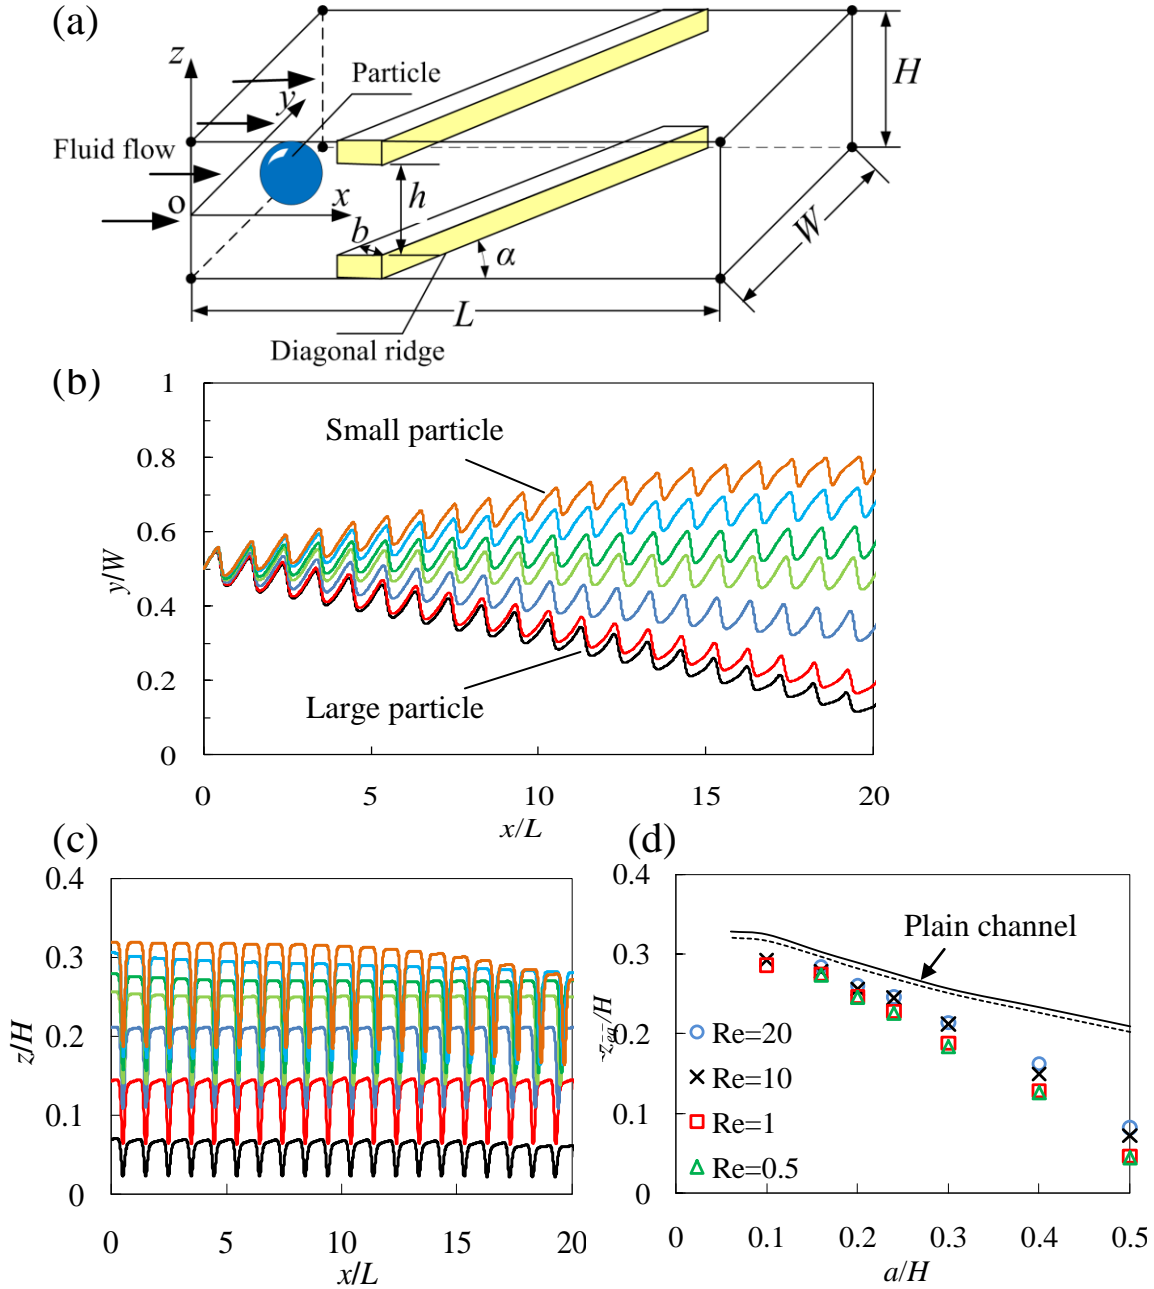 (a)
z
Particle
H
y
Fluid flow
o
x
h
b
α
W
L
Diagonal ridge
(b)
1
Small particle
0.8
0.6
y/W
0.4
0.2
Large particle
0
0 5 10 15 20
x/L
(c)
0.4
0.3
z/H
0.2
0.1
0
0 5 10 15 20
x/L
(d)
0.4
Plain channel
0.3
Re=20
0.2
Re=10
Re=1
0.1
Re=0.5
0
0 0.1 0.2 0.3 0.4 0.5
a/H